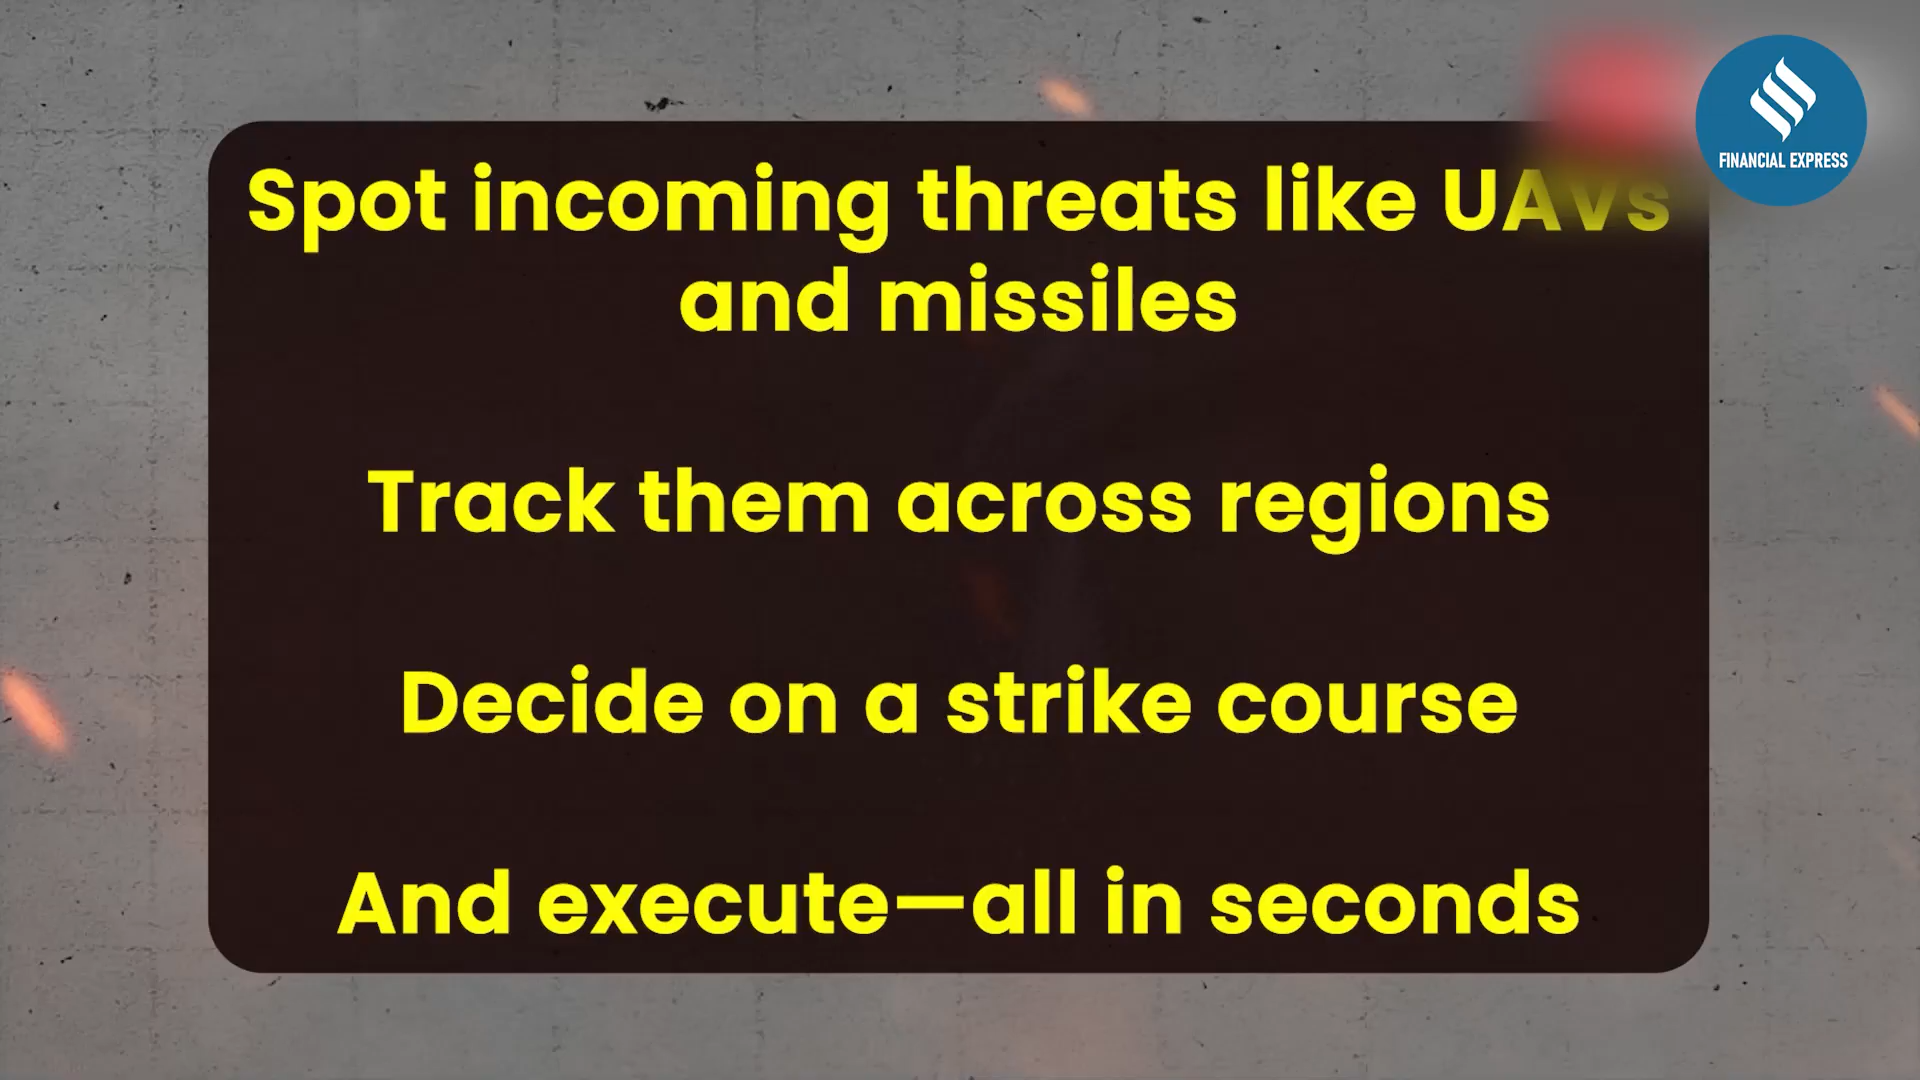 FINANCIAL EXPRESS
Spot incoming threats like UAVs
and missiles
Track them across regions
Decide on a strike course
And execute—all in seconds